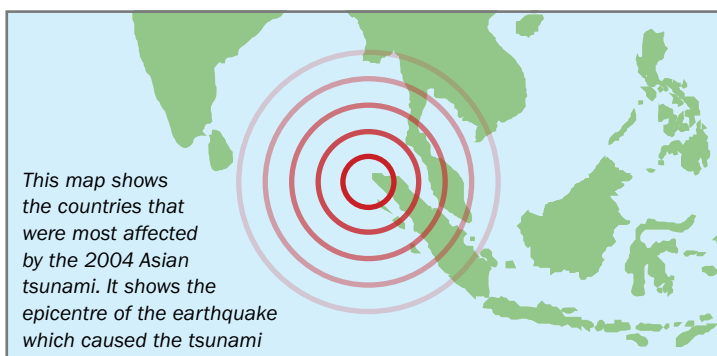 This map shows
the countries that
were most affected
by the 2004 Asian
tsunami. It shows the
epicentre of the earthquake
which caused the tsunami